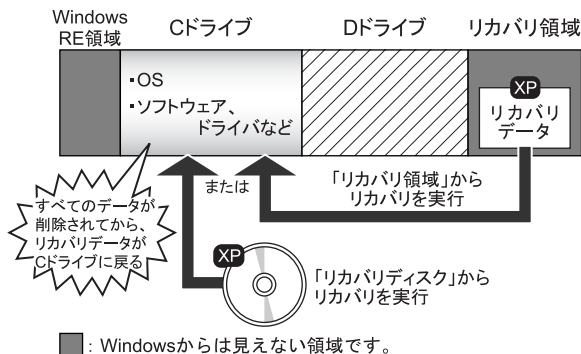 Windows
RE領域
Cドライブ
Dドライブ
リカバリ領域
・OS
・ソフトウェア、
ドライバなど
XP
リカバリ
データ
すべてのデータが
削除されてから、
リカバリデータが
Cドライブに戻る
または
「リカバリ領域」から
リカバリを実行
XP
「リカバリディスク」から
リカバリを実行
：Windowsからは見えない領域です。